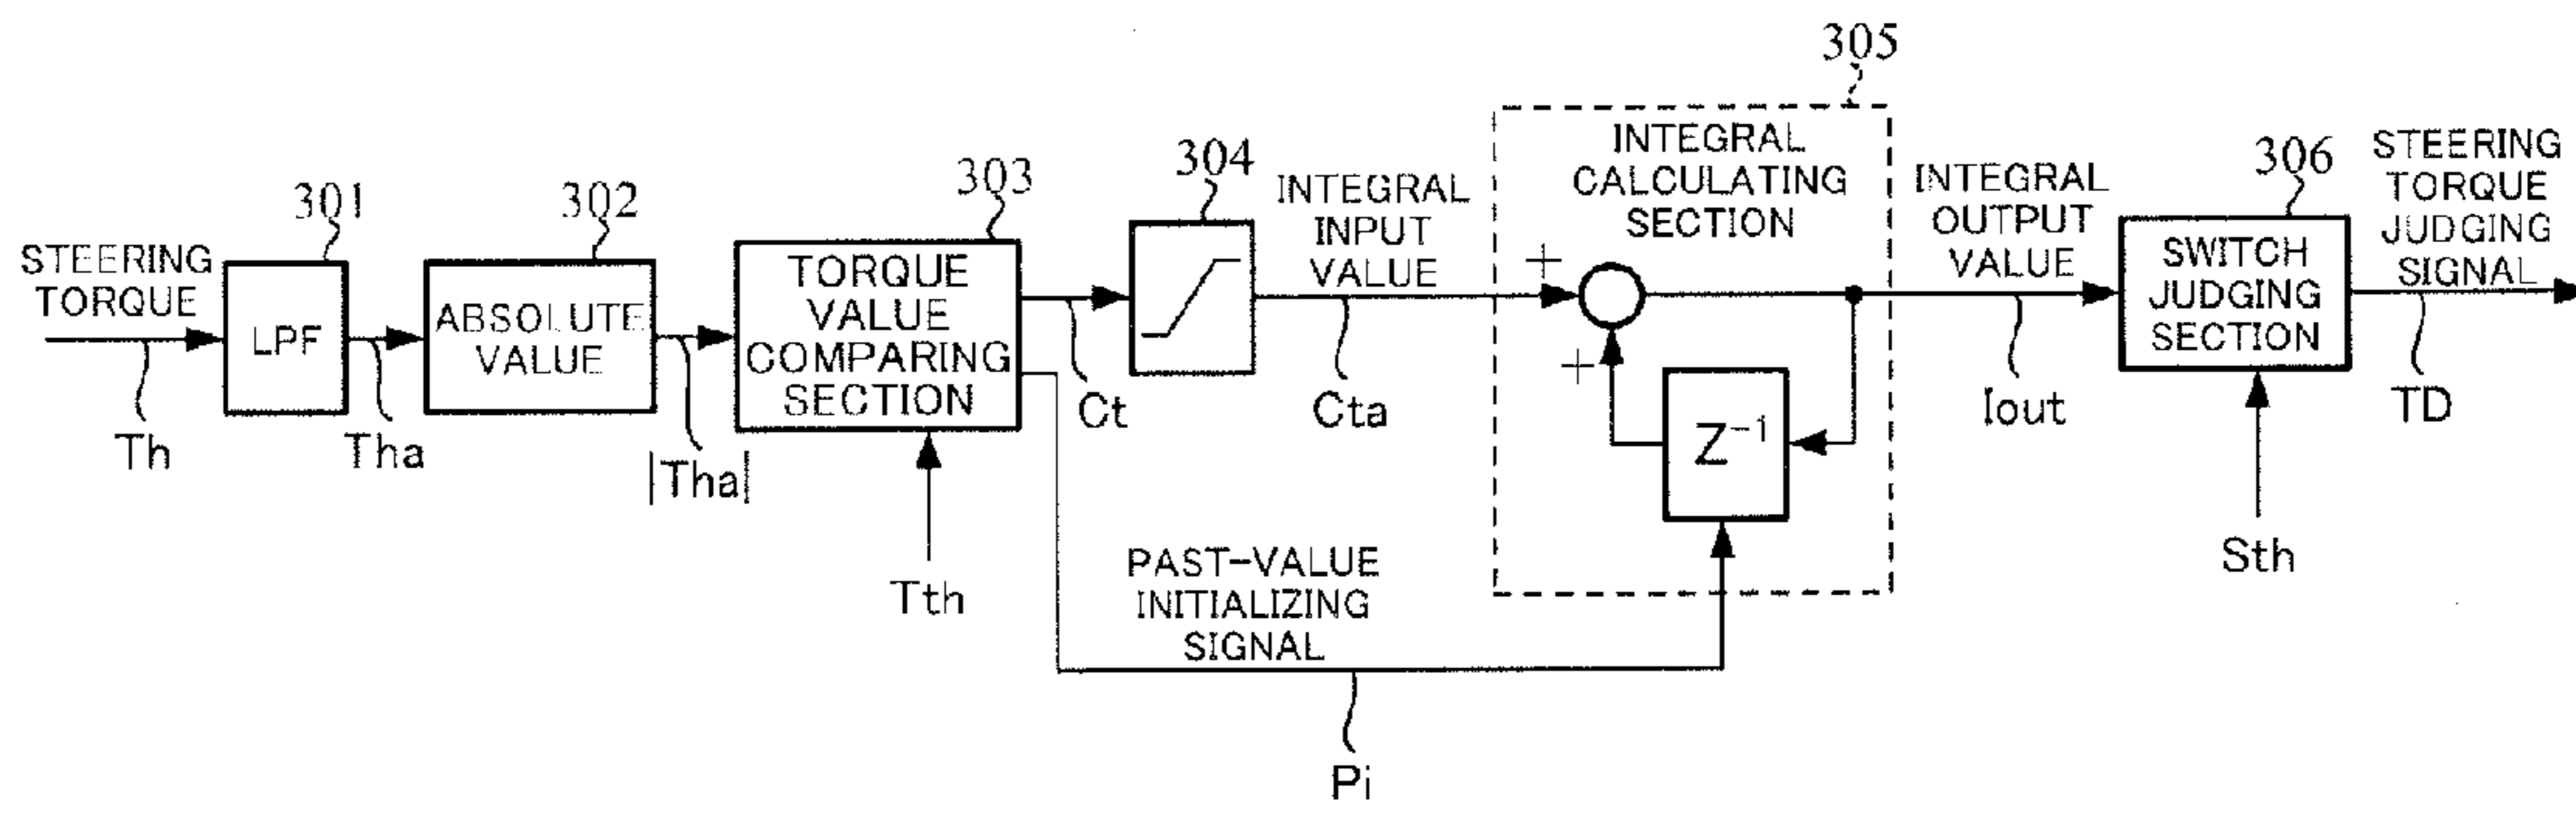 305
INTEGRAL
CALCULATING
SECTION
STEERING
TORQUE
JUDGING
SIGNAL
306
304
303
302
301
INTEGRAL
INPUT
VALUE
INTEGRAL
OUTPUT
VALUE
STEERING
TORQUE
LPF
ABSOLUTE
VALUE
TORQUE
VALUE
COMPARING
SECTION
SWITCH
JUDGING
SECTION
+
+
Z⁻¹
Th
Tha
|Tha|
Ct
Cta
Iout
TD
Tth
Sth
PAST-VALUE
INITIALIZING
SIGNAL
Pi